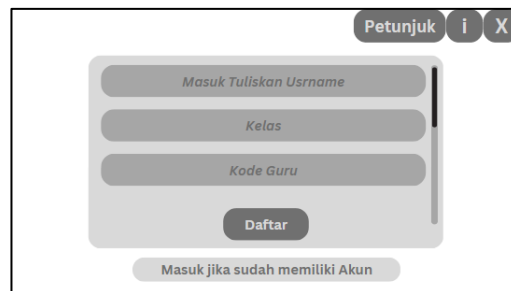 Petunjuk i X
Masuk Tuliskan Usrname
Kelas
Kode Guru
Daftar
Masuk jika sudah memiliki Akun